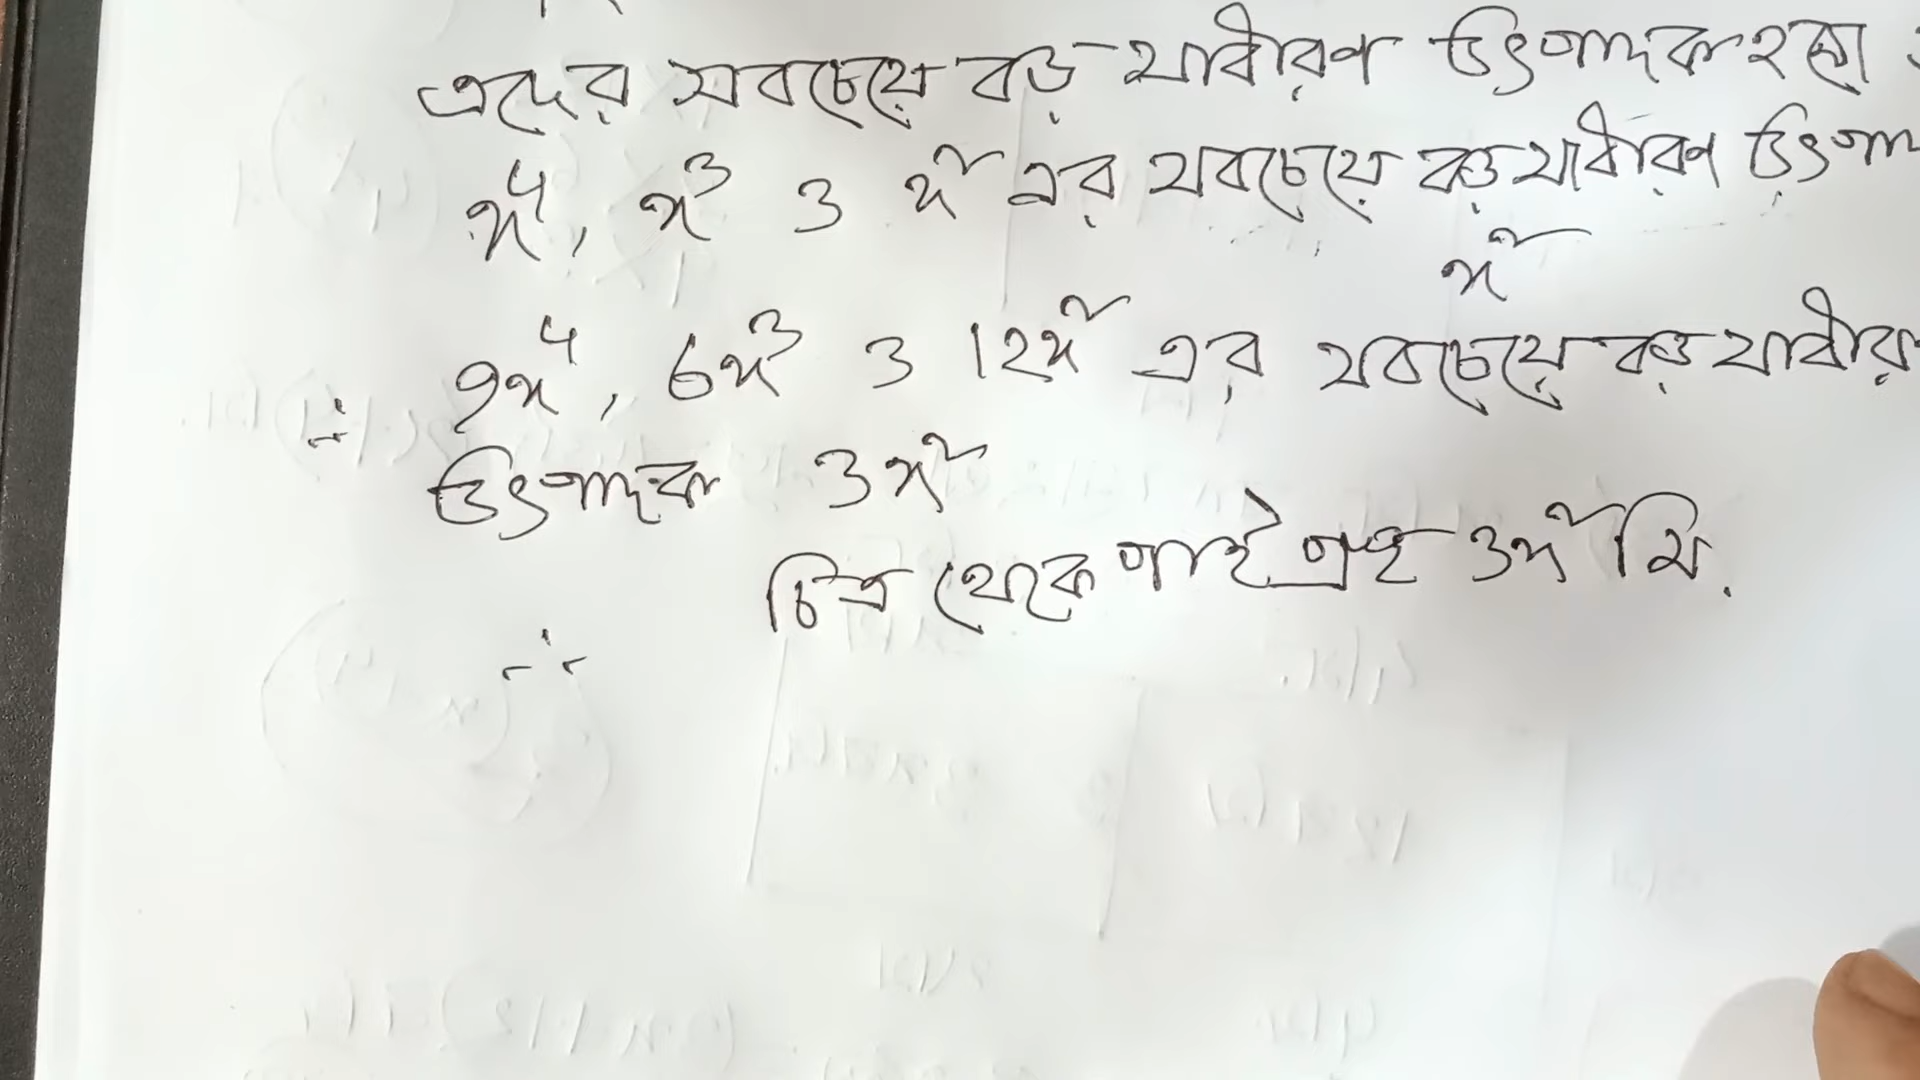 এদের সবচেয়ে বড় সাধারণ উৎপাদক হলো
x⁴, x³ ও x² এর সবচেয়ে বড় সাধারণ উৎপা
x²
∴ 9x⁴, 6x³ ও 12x² এর সবচেয়ে বড় সাধার
উৎপাদক 3x²
চিত্র থেকে পাই প্রস্থ 3x² মি.
∴